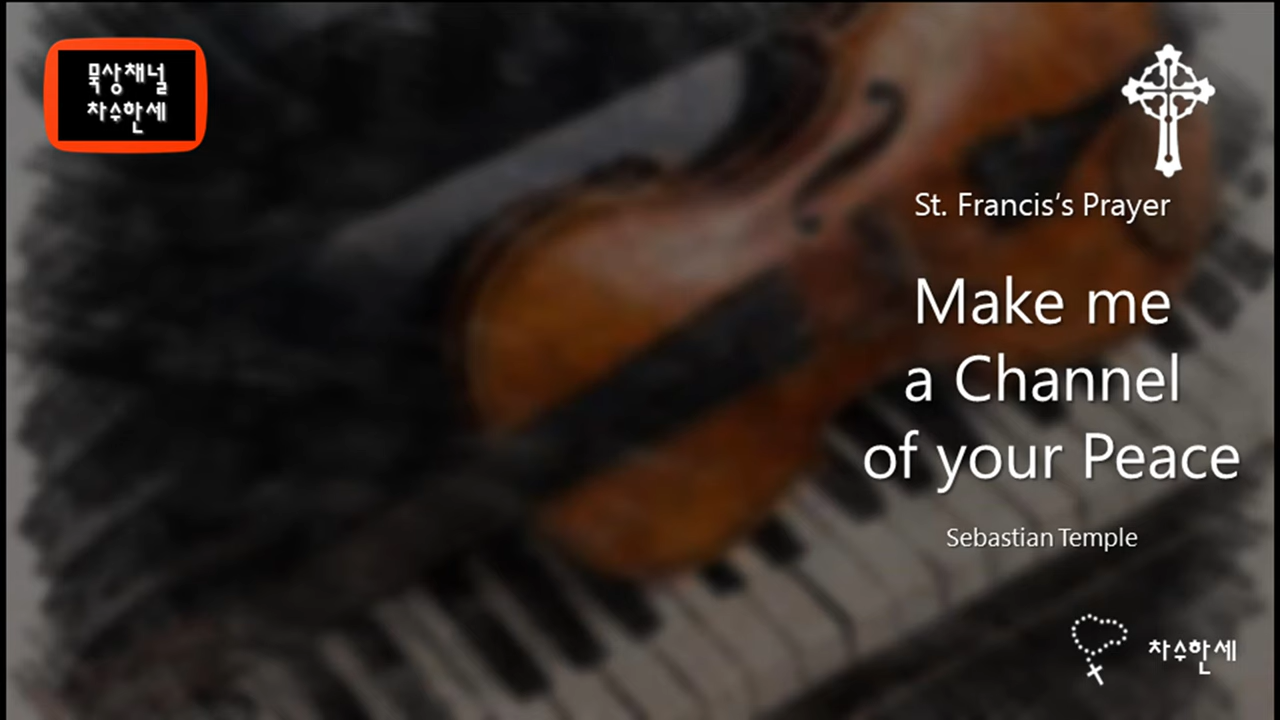 묵상채널
차수한세
St. Francis’s Prayer
Make me
a Channel
of your Peace
Sebastian Temple
차수한세